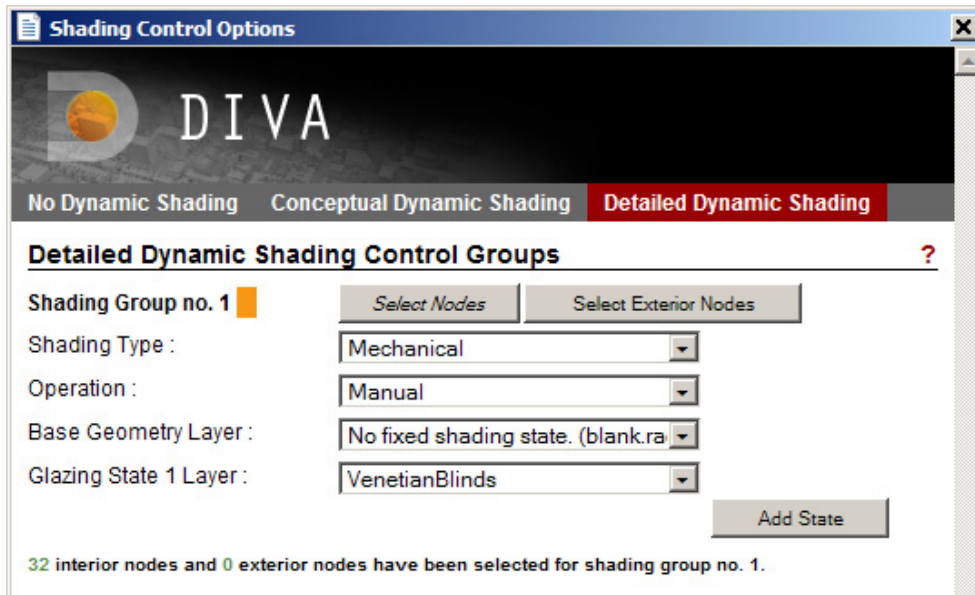 Shading Control Options
DIVA
No Dynamic Shading Conceptual Dynamic Shading Detailed Dynamic Shading
Detailed Dynamic Shading Control Groups ?
Shading Group no. 1 Select Nodes Select Exterior Nodes
Shading Type : Mechanical
Operation : Manual
Base Geometry Layer : No fixed shading state. (blank.ra
Glazing State 1 Layer : VenetianBlinds
Add State
32 interior nodes and 0 exterior nodes have been selected for shading group no. 1.